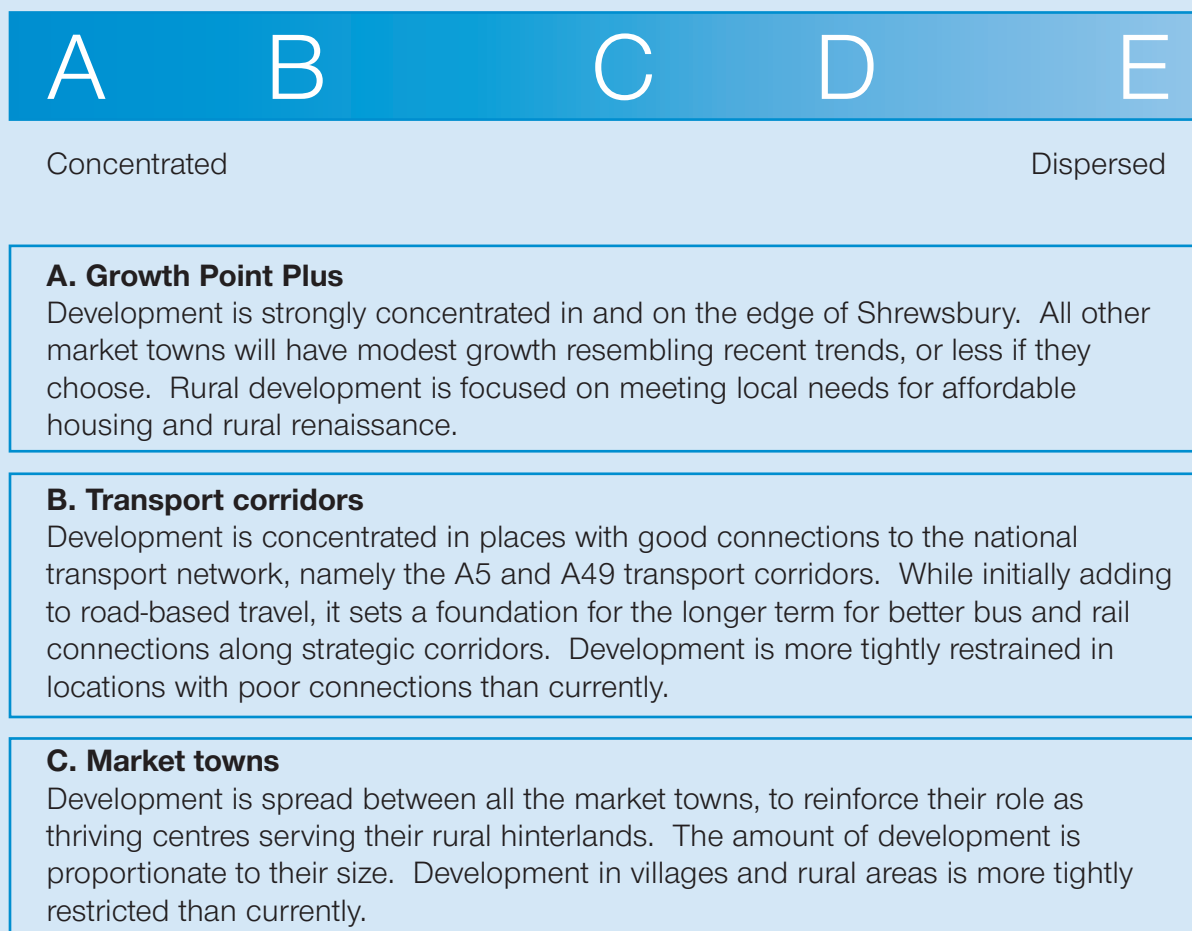 A B C D E
Concentrated Dispersed
A. Growth Point Plus
Development is strongly concentrated in and on the edge of Shrewsbury.  All other
market towns will have modest growth resembling recent trends, or less if they
choose.  Rural development is focused on meeting local needs for affordable
housing and rural renaissance.
B. Transport corridors
Development is concentrated in places with good connections to the national
transport network, namely the A5 and A49 transport corridors.  While initially adding
to road-based travel, it sets a foundation for the longer term for better bus and rail
connections along strategic corridors.  Development is more tightly restrained in
locations with poor connections than currently.
C. Market towns
Development is spread between all the market towns, to reinforce their role as
thriving centres serving their rural hinterlands.  The amount of development is
proportionate to their size.  Development in villages and rural areas is more tightly
restricted than currently.